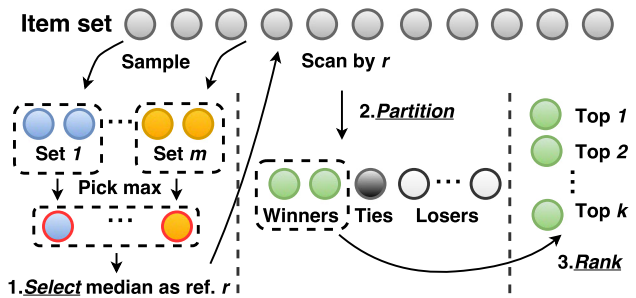 Item set
Sample
Scan by r
Set 1
Set m
Pick max
1.Select median as ref. r
2.Partition
Winners
Ties
Losers
Top 1
Top 2
Top k
3.Rank